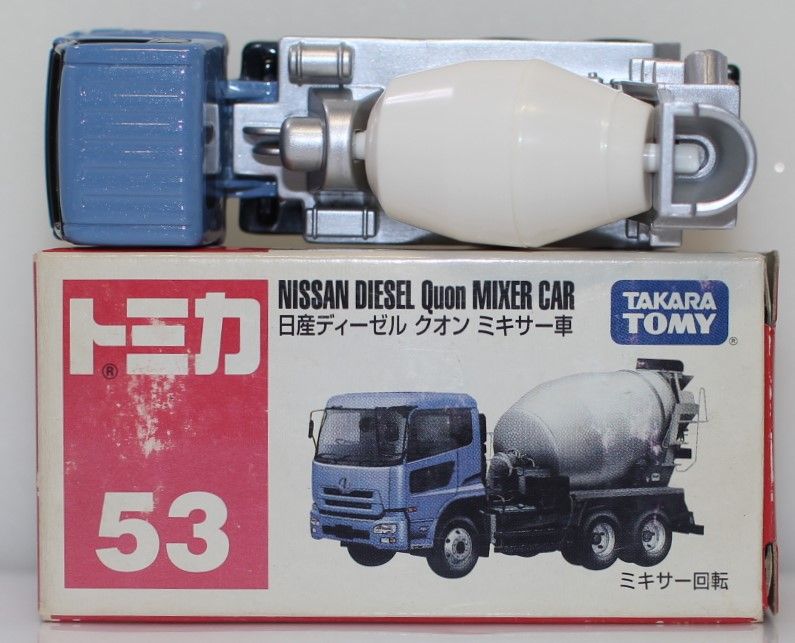 トミカ®
53
NISSAN DIESEL Quon MIXER CAR
日産ディーゼル クオン ミキサー車
TAKARA
TOMY®
ミキサー回転